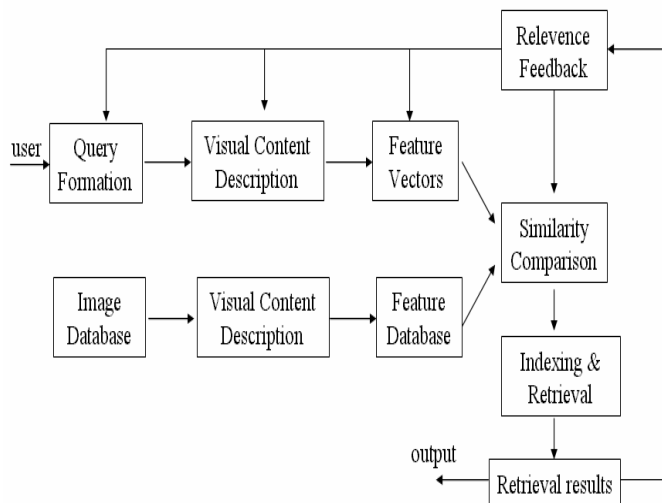 Relevence
Feedback
user
Query
Formation
Visual Content
Description
Feature
Vectors
Similarity
Comparison
Image
Database
Visual Content
Description
Feature
Database
Indexing &
Retrieval
output
Retrieval results